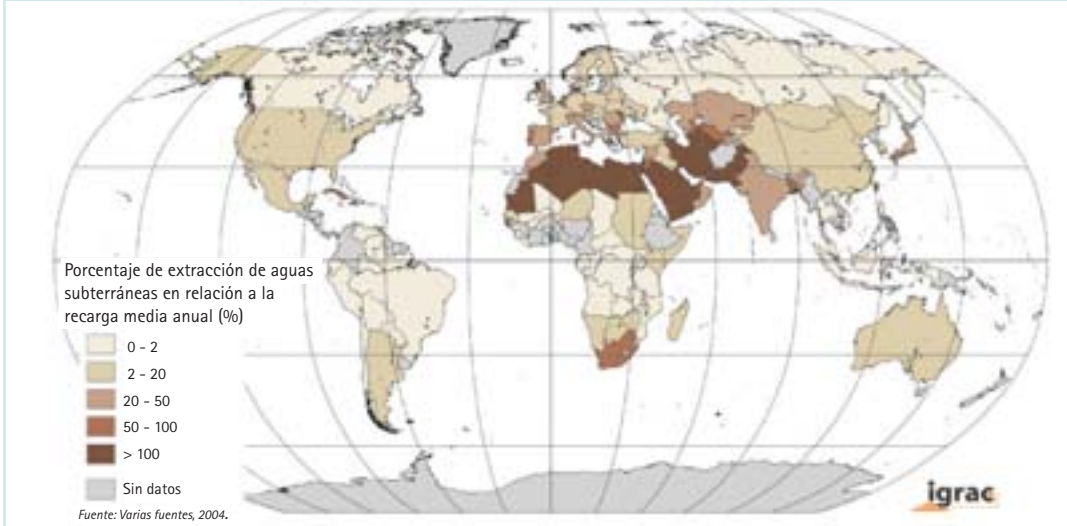 Porcentaje de extracción de aguas
subterráneas en relación a la
recarga media anual (%)
0 - 2
2 - 20
20 - 50
50 - 100
> 100
Sin datos
Fuente: Varias fuentes, 2004.
igrac